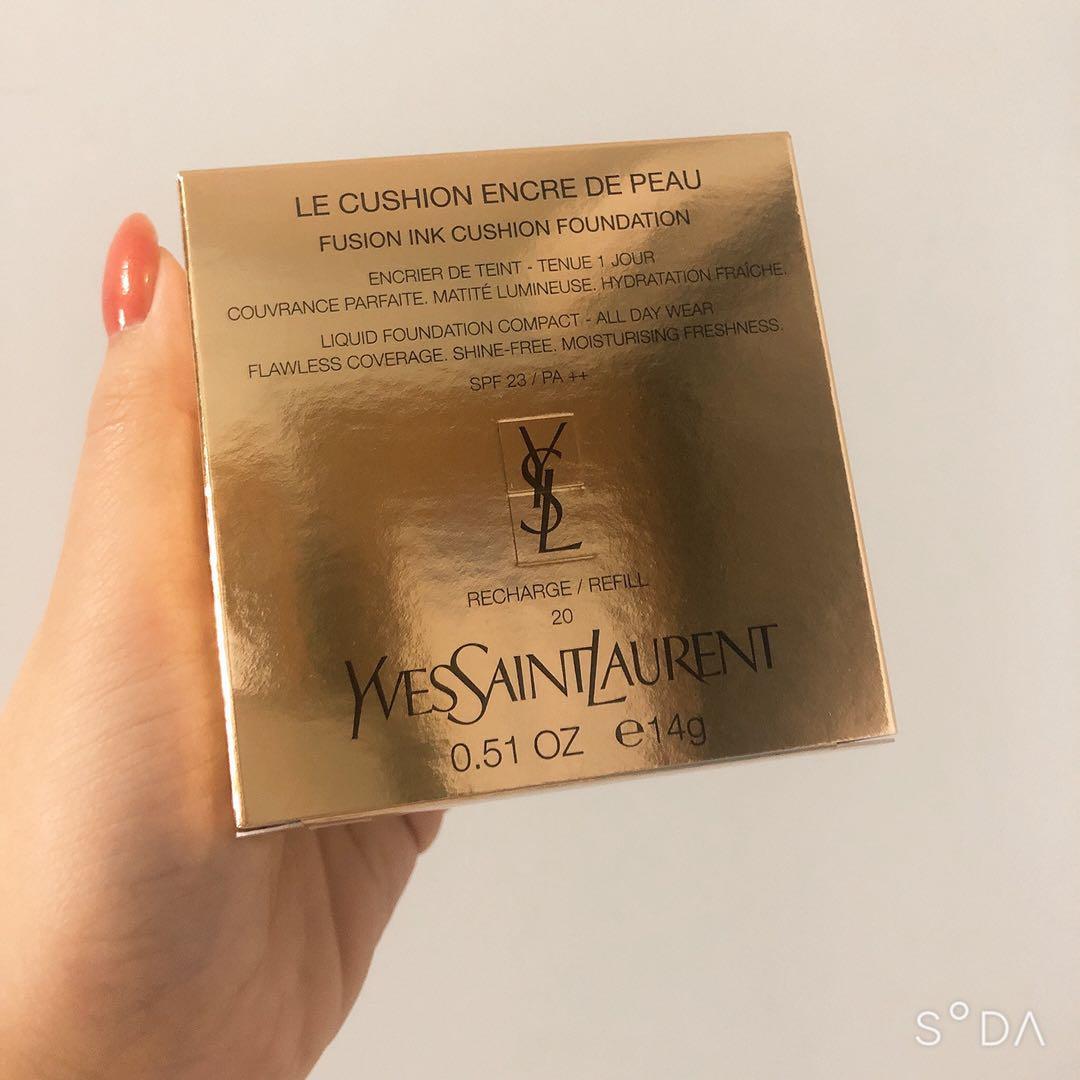 LE CUSHION ENCRE DE PEAU
FUSION INK CUSHION FOUNDATION
ENCRIER DE TEINT - TENUE 1 JOUR
COUVRANCE PARFAITE. MATITÉ LUMINEUSE. HYDRATATION FRAÎCHE.
LIQUID FOUNDATION COMPACT - ALL DAY WEAR
FLAWLESS COVERAGE. SHINE-FREE. MOISTURISING FRESHNESS.
SPF 23 / PA ++
YSL
RECHARGE / REFILL
20
YVESSAINTLAURENT
0.51 OZ ℮14g
S°DA